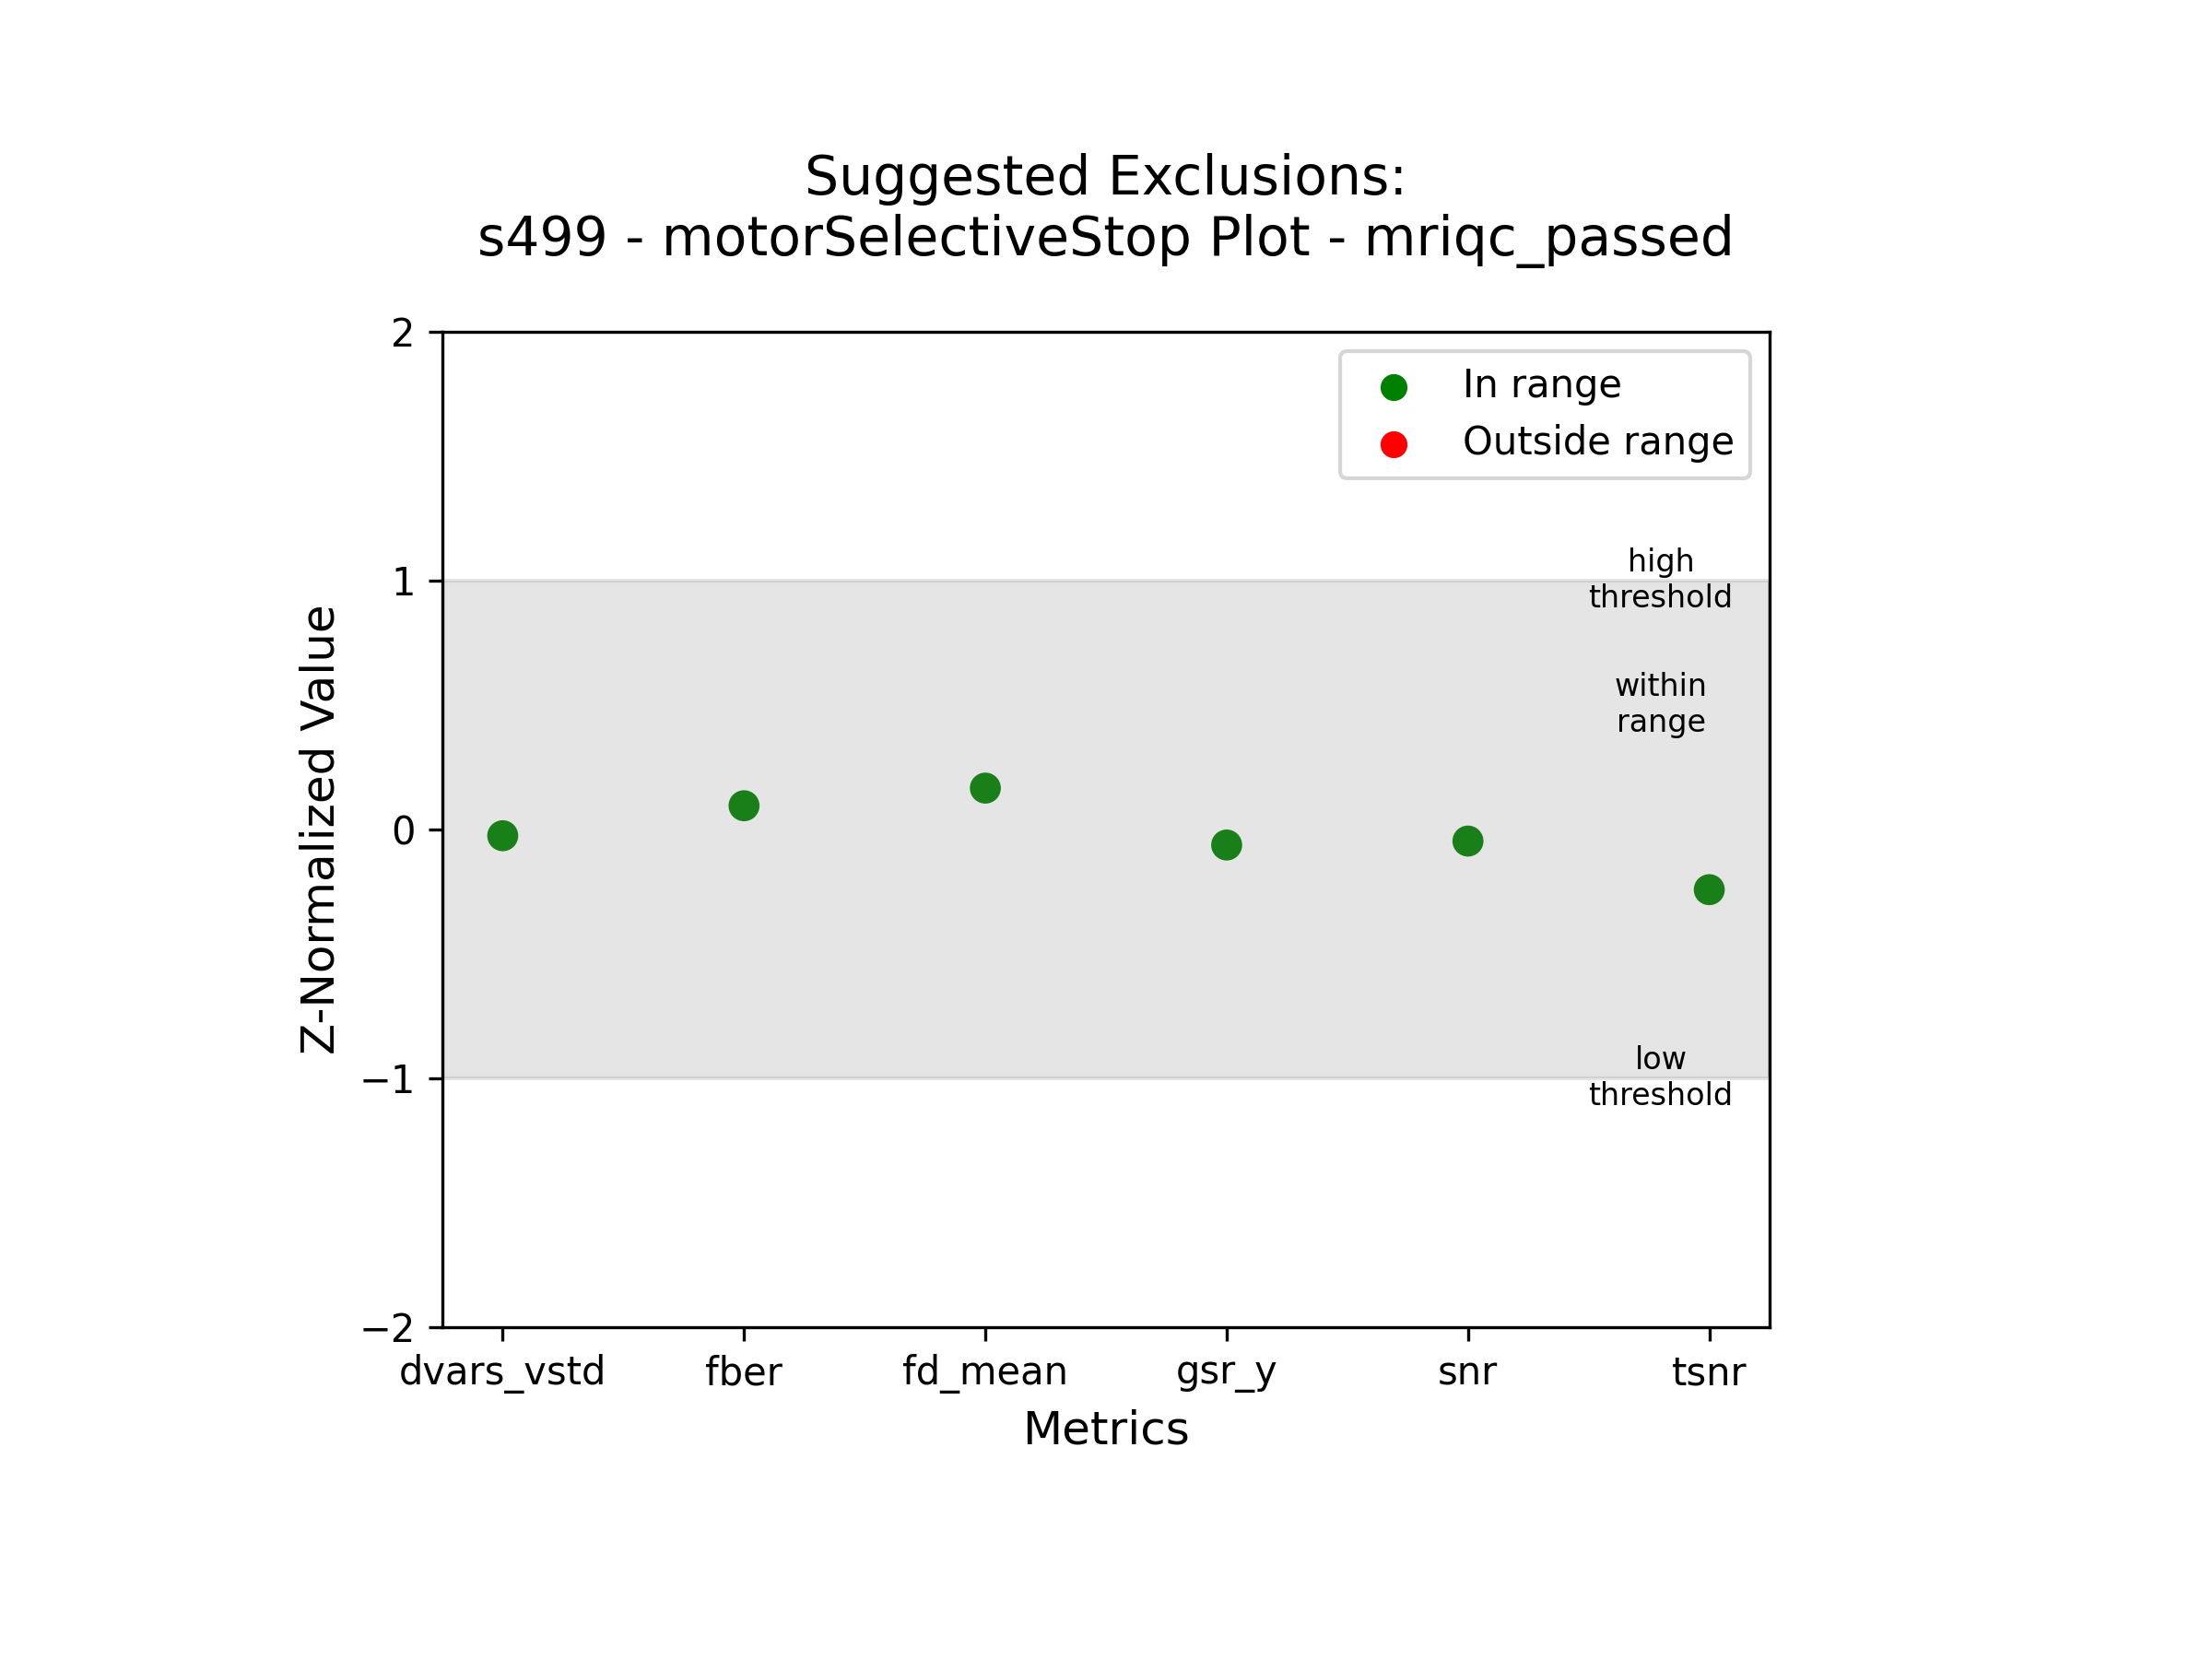 Suggested Exclusions:
s499 - motorSelectiveStop Plot - mriqc_passed
2
In range
Outside range
high
1
threshold
within
range
Z-Normalized Value
0
low
−1
threshold
−2
dvars_vstd fber fd_mean gsr_y snr tsnr
Metrics